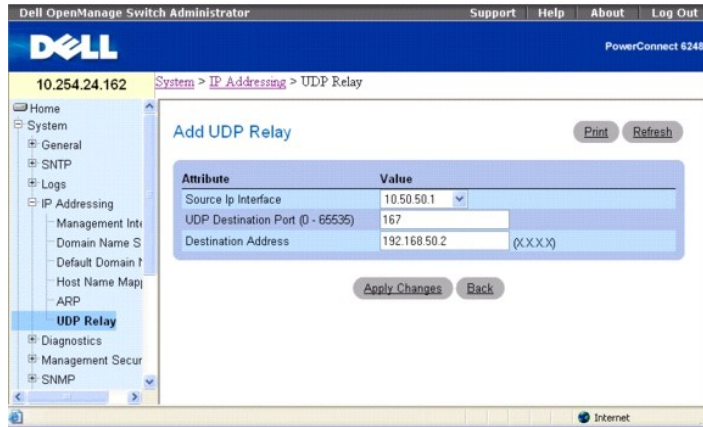 Dell OpenManage Switch Administrator
Support Help About Log Out
DELL
PowerConnect 6248
10.254.24.162
System > IP Addressing > UDP Relay
Home
System
General
SNTP
Logs
IP Addressing
Management Inte
Domain Name S
Default Domain N
Host Name Mapp
ARP
UDP Relay
Diagnostics
Management Secur
SNMP
Add UDP Relay
Print Refresh
Attribute Value
Source Ip Interface 10.50.50.1
UDP Destination Port (0 - 65535) 167
Destination Address 192.168.50.2 (X.X.X.X)
Apply Changes Back
Internet